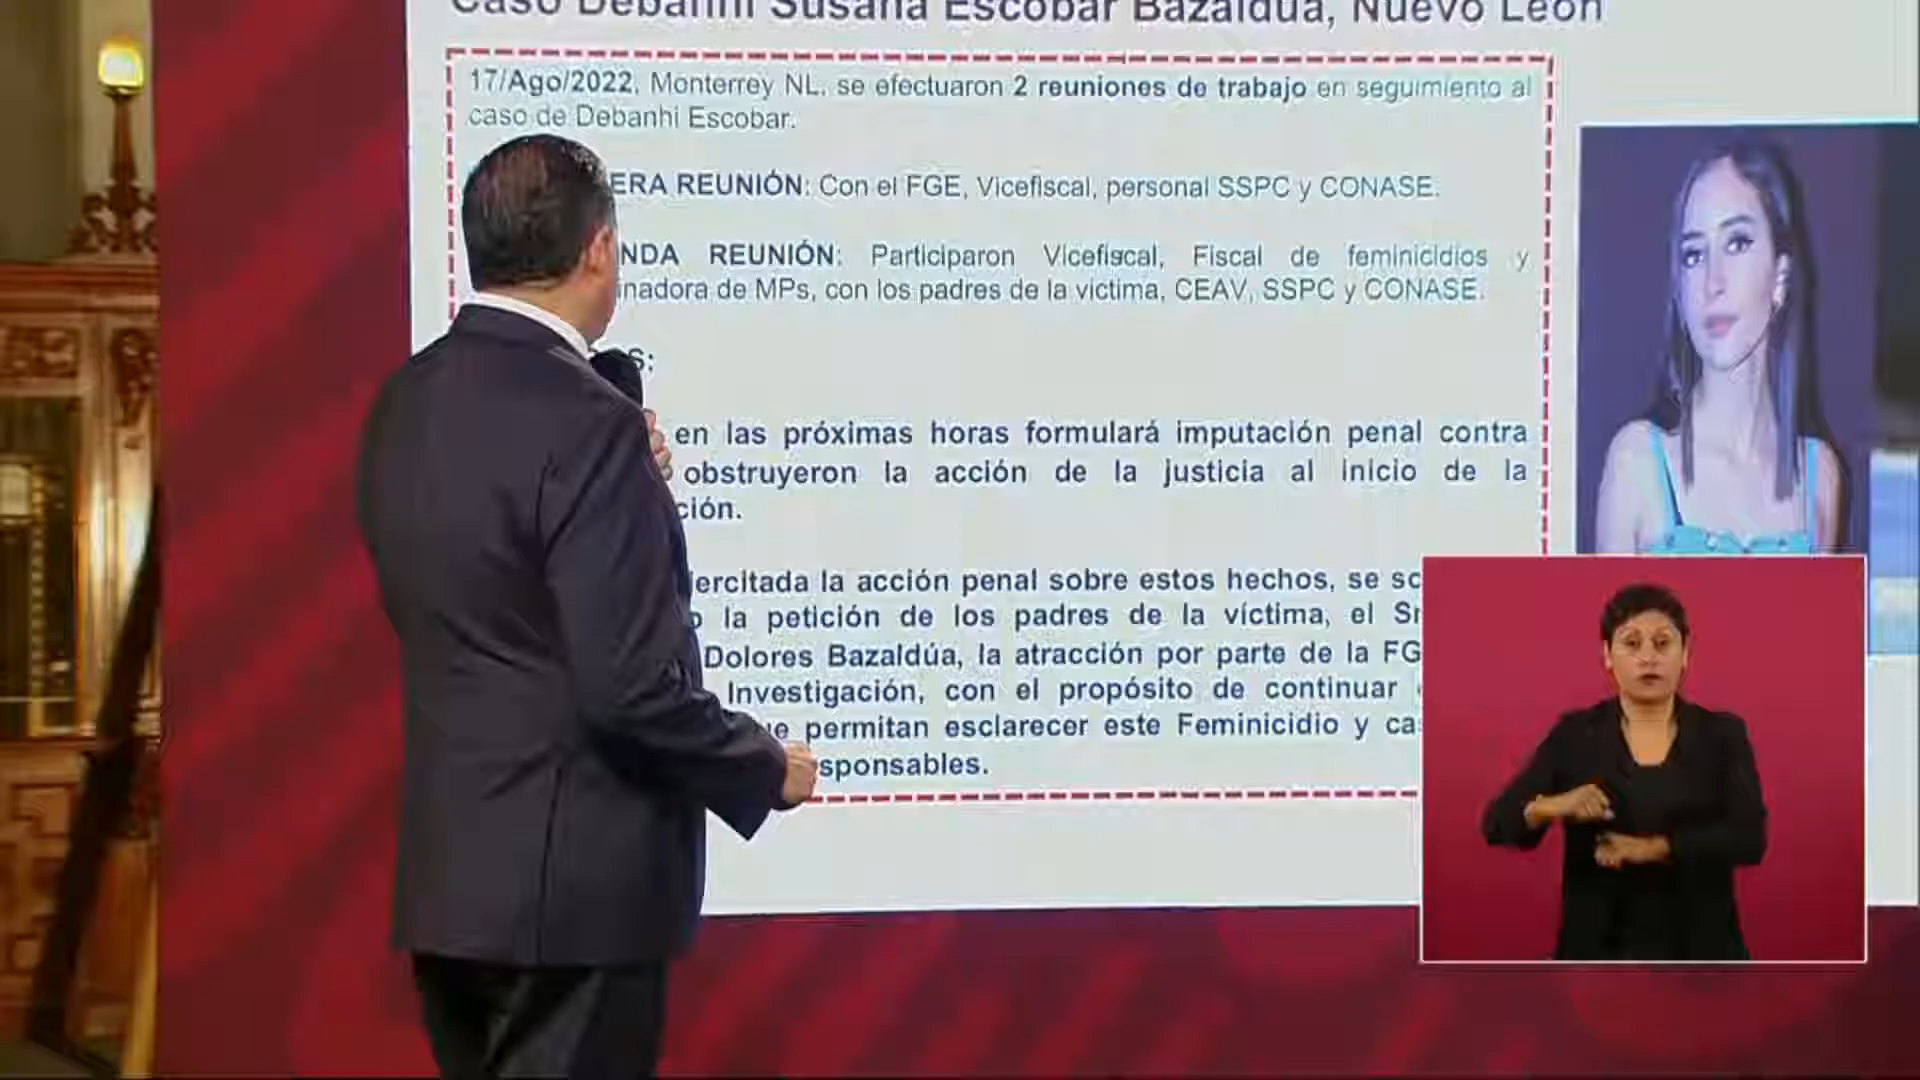 Caso Debanhi Susana Escobar Bazaldúa, Nuevo León
17/Ago/2022, Monterrey NL, se efectuaron 2 reuniones de trabajo en seguimiento al
caso de Debanhi Escobar.
ERA REUNIÓN: Con el FGE, Vicefiscal, personal SSPC y CONASE.
NDA REUNIÓN: Participaron Vicefiscal, Fiscal de feminicidios y
inadora de MPs, con los padres de la víctima, CEAV, SSPC y CONASE.
S:
en las próximas horas formulará imputación penal contra
obstruyeron la acción de la justicia al inicio de la
ción.
ercitada la acción penal sobre estos hechos, se so
la petición de los padres de la víctima, el Sr
Dolores Bazaldúa, la atracción por parte de la FG
Investigación, con el propósito de continuar
ue permitan esclarecer este Feminicidio y ca
sponsables.